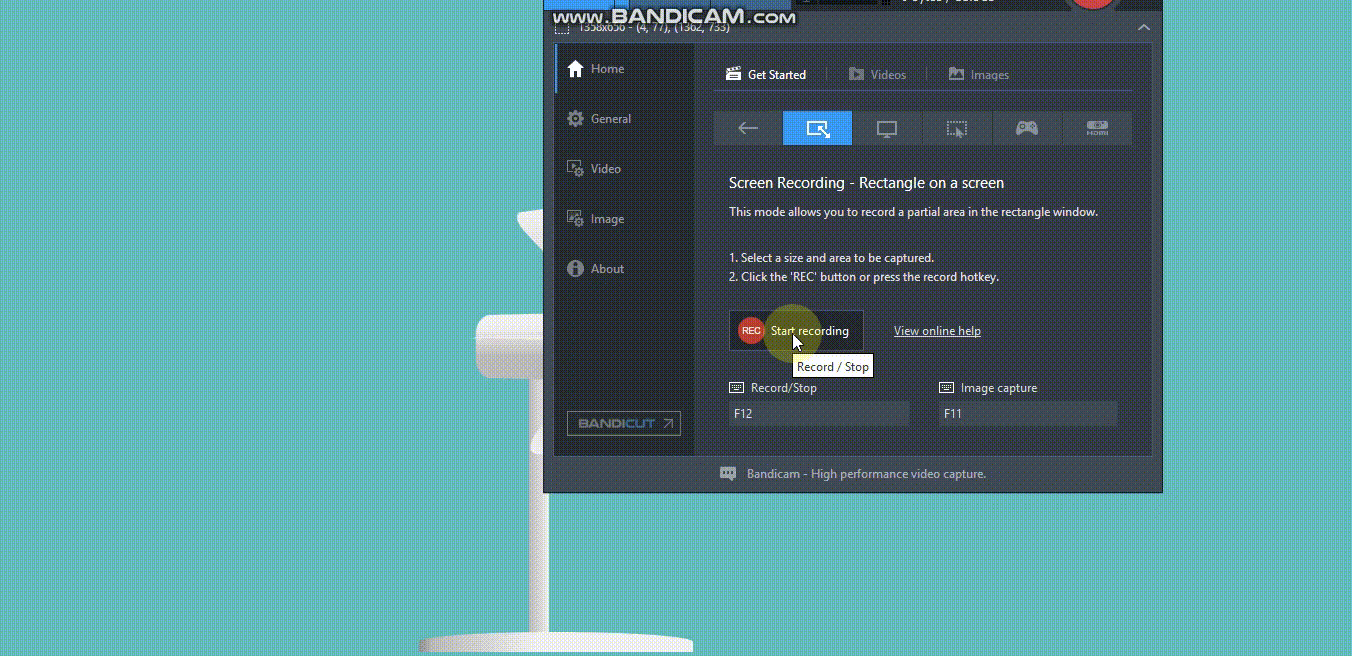 www.BANDICAM.com
1358x656 - (4, 77), (1362, 733)
Home
General
Video
Image
About
BANDICUT
Get Started
Videos
Images
HDMI
Screen Recording - Rectangle on a screen
This mode allows you to record a partial area in the rectangle window.
1. Select a size and area to be captured.
2. Click the 'REC' button or press the record hotkey.
REC Start recording
View online help
Record / Stop
Record/Stop
Image capture
F12
F11
Bandicam - High performance video capture.